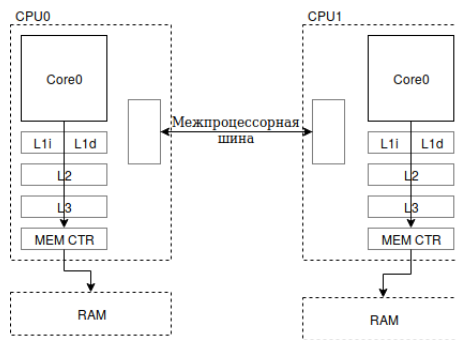 CPU0
CPU1
Core0
Core0
Межпроцессорная
шина
L1i
L1d
L1i
L1d
L2
L2
L3
L3
MEM CTR
MEM CTR
RAM
RAM